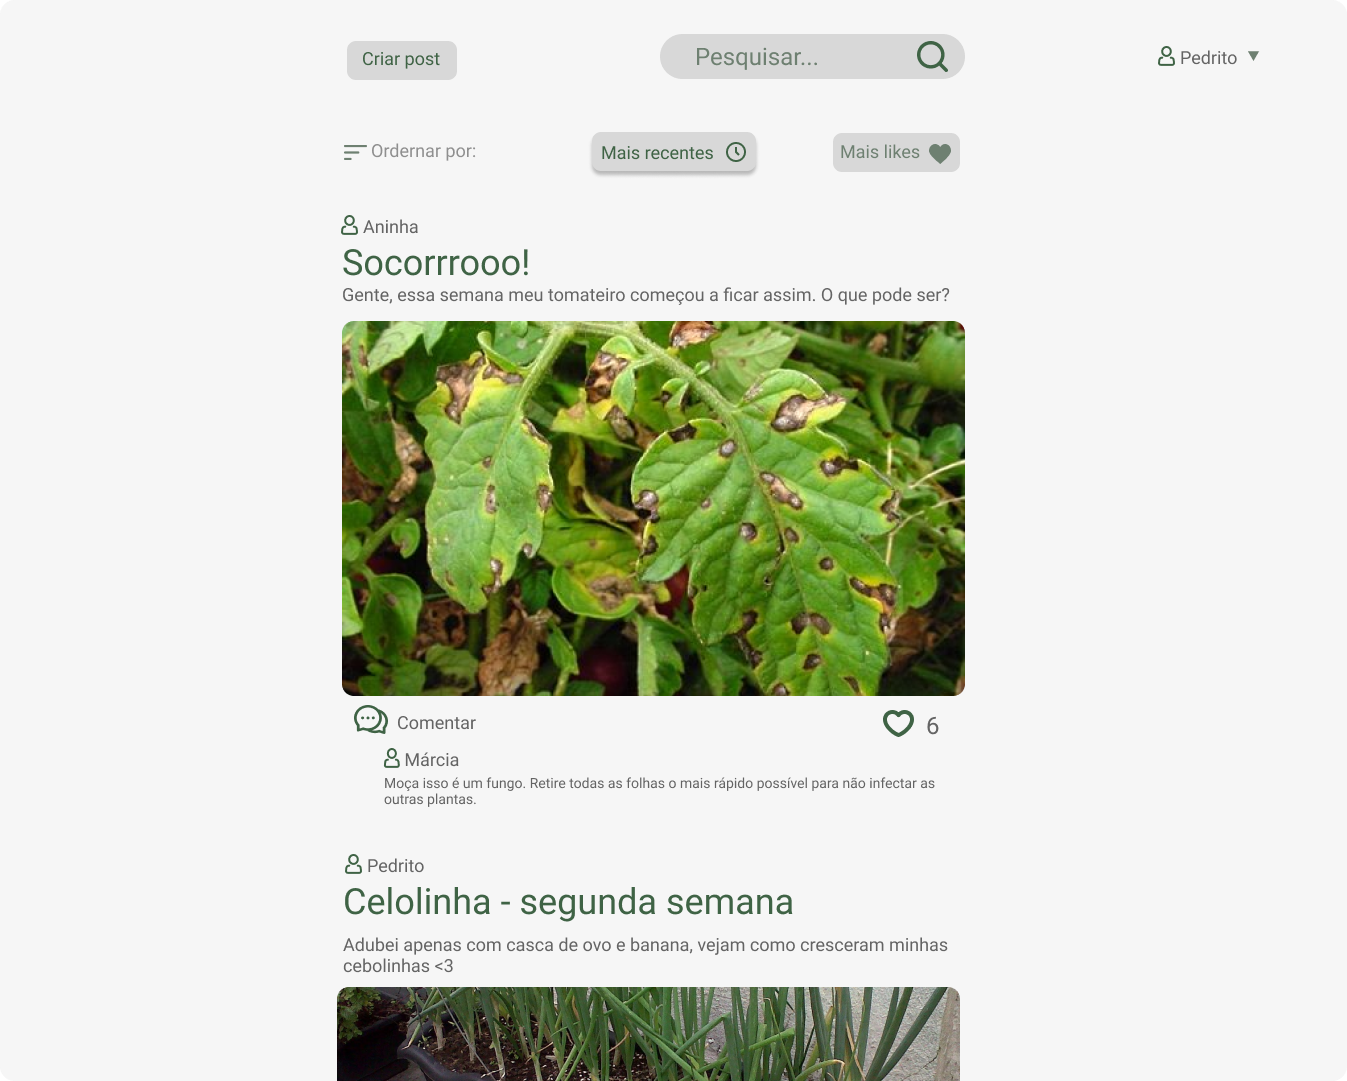 Criar post
Pesquisar...
Pedrito
Ordernar por:
Mais recentes
Mais likes
Aninha
Socorrrooo!
Gente, essa semana meu tomateiro começou a ficar assim. O que pode ser?
Comentar
6
Márcia
Moça isso é um fungo. Retire todas as folhas o mais rápido possível para não infectar as
outras plantas.
Pedrito
Celolinha - segunda semana
Adubei apenas com casca de ovo e banana, vejam como cresceram minhas
cebolinhas <3